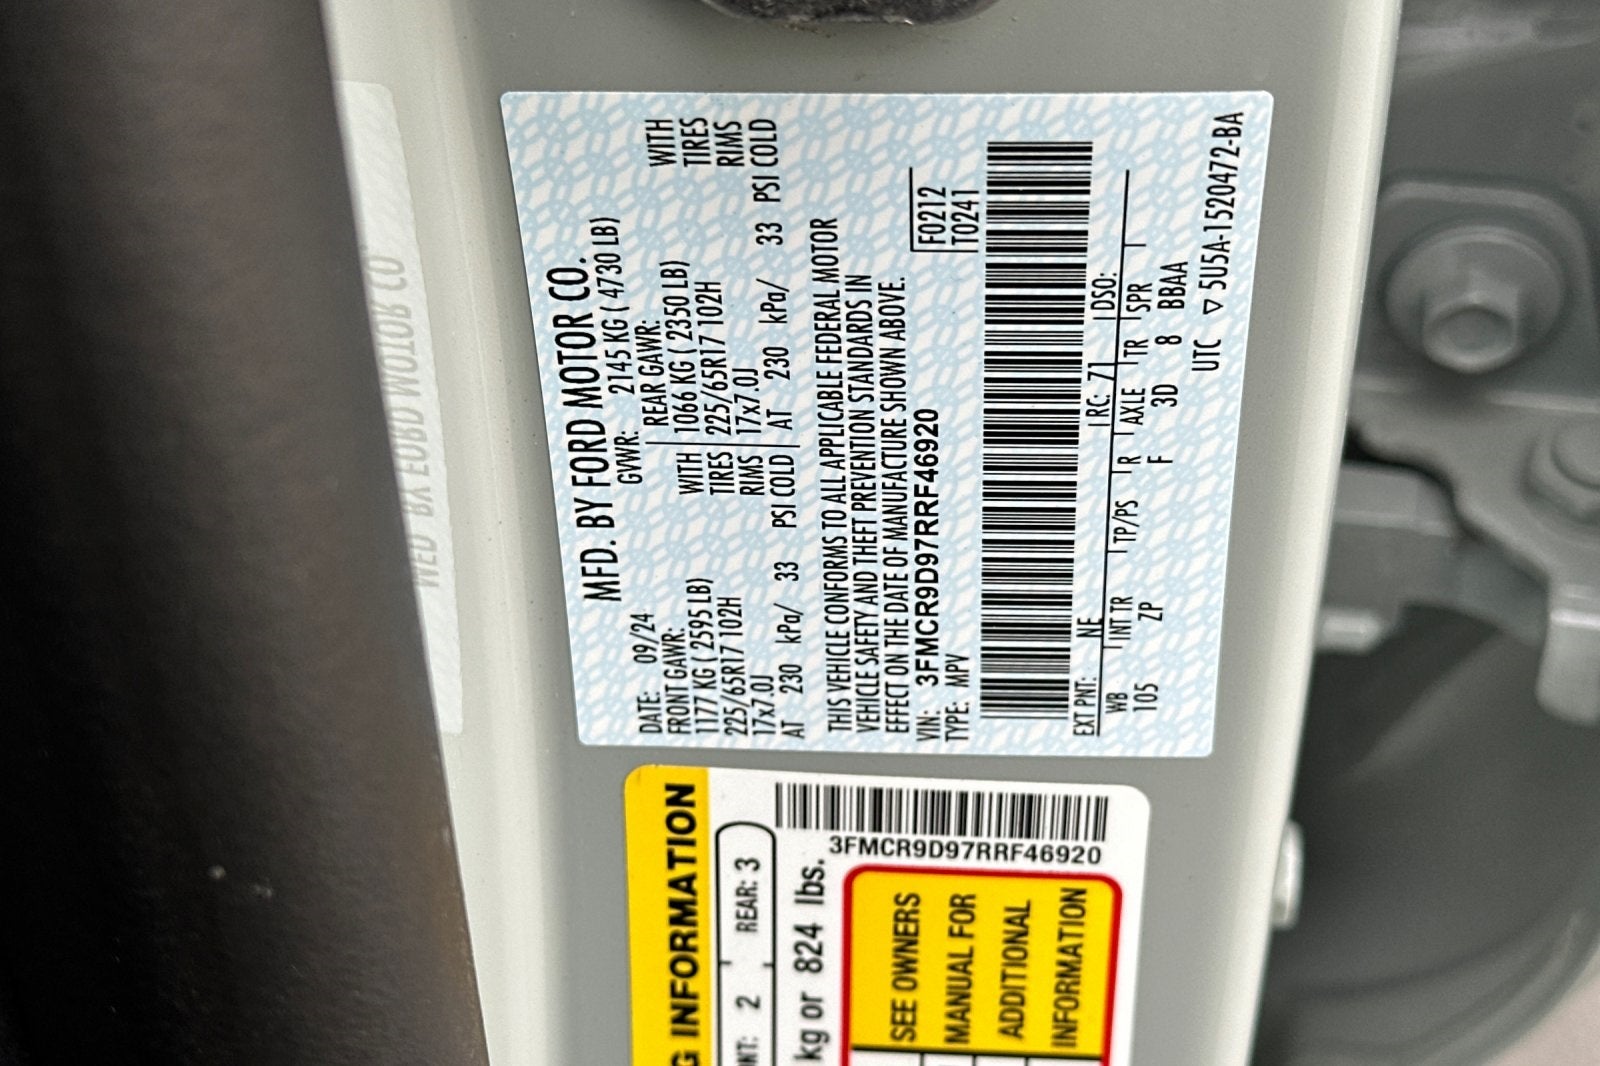 MFD. BY FORD MOTOR CO.
DATE: 09/24 GVWR: 2145 KG ( 4730 LB)
FRONT GAWR: REAR GAWR:
1177 KG ( 2595 LB) WITH 1066 KG ( 2350 LB) WITH
225/65R17 102H TIRES 225/65R17 102H TIRES
17x7.0J RIMS 17x7.0J RIMS
AT 230 kPa/ 33 PSI COLD AT 230 kPa/ 33 PSI COLD
THIS VEHICLE CONFORMS TO ALL APPLICABLE FEDERAL MOTOR
VEHICLE SAFETY AND THEFT PREVENTION STANDARDS IN
EFFECT ON THE DATE OF MANUFACTURE SHOWN ABOVE.
VIN: 3FMCR9D97RRF46920 F0212
TYPE: MPV T0241
EXT PNT: NE RC: 71 DSO:
WB INT TR TP/PS R AXLE TR SPR
105 ZP F 3D 8 BBAA
UTC ▽ 5U5A-1520472-BA
G INFORMATION
NT: 2 REAR: 3
kg or 824 lbs.
3FMCR9D97RRF46920
SEE OWNERS
MANUAL FOR
ADDITIONAL
INFORMATION
MFD. BY FORD MOTOR CO.